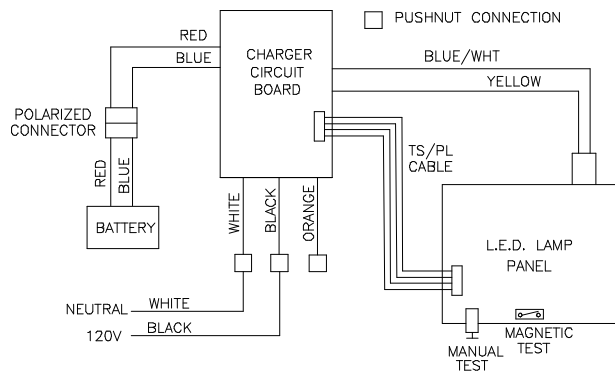 PUSHNUT CONNECTION
RED
BLUE
CHARGER
CIRCUIT
BOARD
BLUE/WHT
YELLOW
POLARIZED
CONNECTOR
TS/PL
CABLE
RED
BLUE
BATTERY
WHITE
BLACK
ORANGE
L.E.D. LAMP
PANEL
NEUTRAL
WHITE
120V
BLACK
MANUAL
TEST
MAGNETIC
TEST